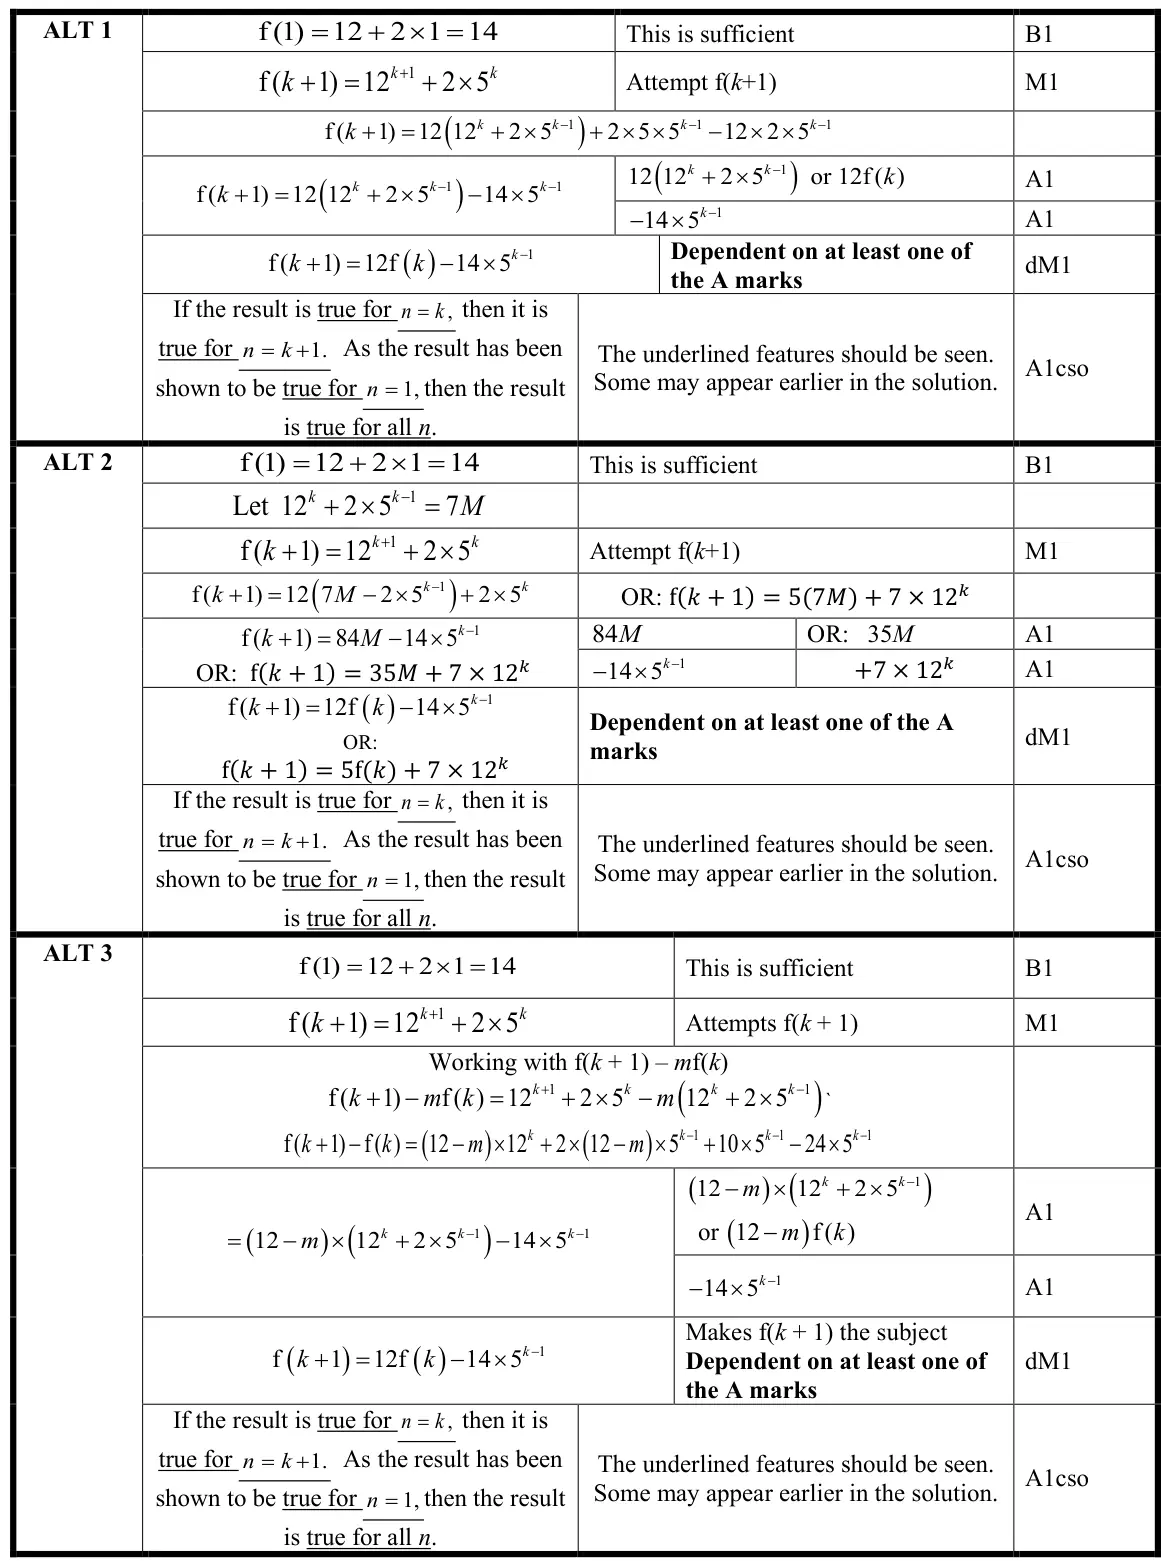 ALT 1 f(1) = 12 + 2 × 1 = 14 This is sufficient B1
f(k + 1) = 12^{k+1} + 2 × 5^k Attempt f(k+1) M1
f(k + 1) = 12(12^k + 2 × 5^{k−1}) + 2 × 5 × 5^{k−1} − 12 × 2 × 5^{k−1}
f(k + 1) = 12(12^k + 2 × 5^{k−1}) − 14 × 5^{k−1} 12(12^k + 2 × 5^{k−1}) or 12f(k) A1
−14 × 5^{k−1} A1
f(k + 1) = 12f(k) − 14 × 5^{k−1} Dependent on at least one of
the A marks dM1
If the result is true for n = k, then it is
true for n = k +1. As the result has been
shown to be true for n = 1, then the result
is true for all n.
The underlined features should be seen.
Some may appear earlier in the solution.
A1cso
ALT 2 f(1) = 12 + 2 × 1 = 14 This is sufficient B1
Let 12^k + 2 × 5^{k−1} = 7M
f(k + 1) = 12^{k+1} + 2 × 5^k Attempt f(k+1) M1
f(k + 1) = 12(7M − 2 × 5^{k−1}) + 2 × 5^k OR: f(k + 1) = 5(7M) + 7 × 12^k
f(k + 1) = 84M − 14 × 5^{k−1} 84M OR: 35M A1
OR: f(k + 1) = 35M + 7 × 12^k −14 × 5^{k−1} +7 × 12^k A1
f(k + 1) = 12f(k) − 14 × 5^{k−1}
OR:
f(k + 1) = 5f(k) + 7 × 12^k
Dependent on at least one of the A
marks
dM1
If the result is true for n = k, then it is
true for n = k +1. As the result has been
shown to be true for n = 1, then the result
is true for all n.
The underlined features should be seen.
Some may appear earlier in the solution.
A1cso
ALT 3 f(1) = 12 + 2 × 1 = 14 This is sufficient B1
f(k + 1) = 12^{k+1} + 2 × 5^k Attempts f(k + 1) M1
Working with f(k + 1) – mf(k)
f(k + 1) − mf(k) = 12^{k+1} + 2 × 5^k − m(12^k + 2 × 5^{k−1})`
f(k + 1) − f(k) = (12 − m) × 12^k + 2 × (12 − m) × 5^{k−1} + 10 × 5^{k−1} − 24 × 5^{k−1}
= (12 − m) × (12^k + 2 × 5^{k−1}) − 14 × 5^{k−1}
(12 − m) × (12^k + 2 × 5^{k−1})
or (12 − m)f(k)
A1
−14 × 5^{k−1} A1
f(k + 1) = 12f(k) − 14 × 5^{k−1}
Makes f(k + 1) the subject
Dependent on at least one of
the A marks
dM1
If the result is true for n = k, then it is
true for n = k +1. As the result has been
shown to be true for n = 1, then the result
is true for all n.
The underlined features should be seen.
Some may appear earlier in the solution.
A1cso